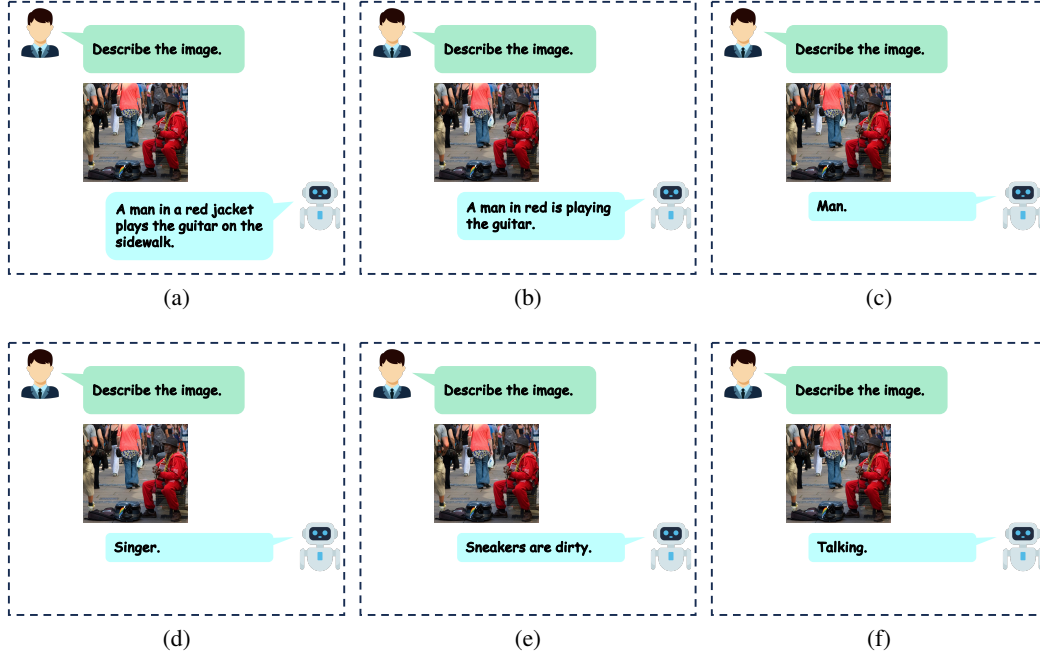 Describe the image.
A man in a red jacket
plays the guitar on the
sidewalk.
(a)
Describe the image.
A man in red is playing
the guitar.
(b)
Describe the image.
Man.
(c)
Describe the image.
Singer.
(d)
Describe the image.
Sneakers are dirty.
(e)
Describe the image.
Talking.
(f)